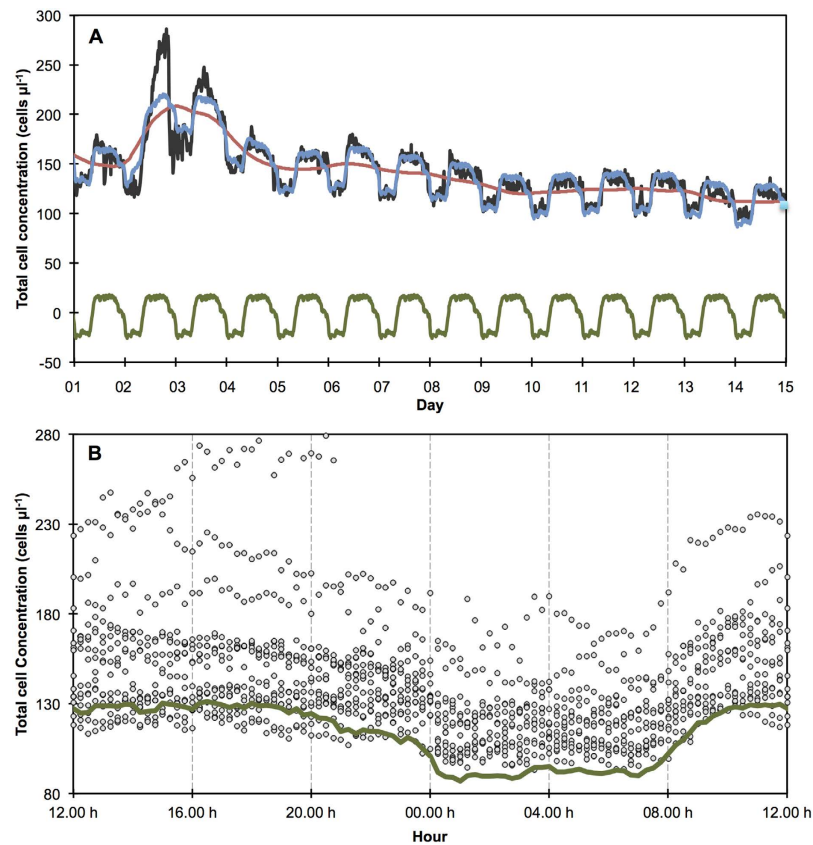 A
Total cell concentration (cells µl-1)
300
250
200
150
100
50
0
-50
01 02 03 04 05 06 07 08 09 10 11 12 13 14 15
Day
B
Total cell Concentration (cells µl-1)
280
230
180
130
80
12.00 h 16.00 h 20.00 h 00.00 h 04.00 h 08.00 h 12.00 h
Hour